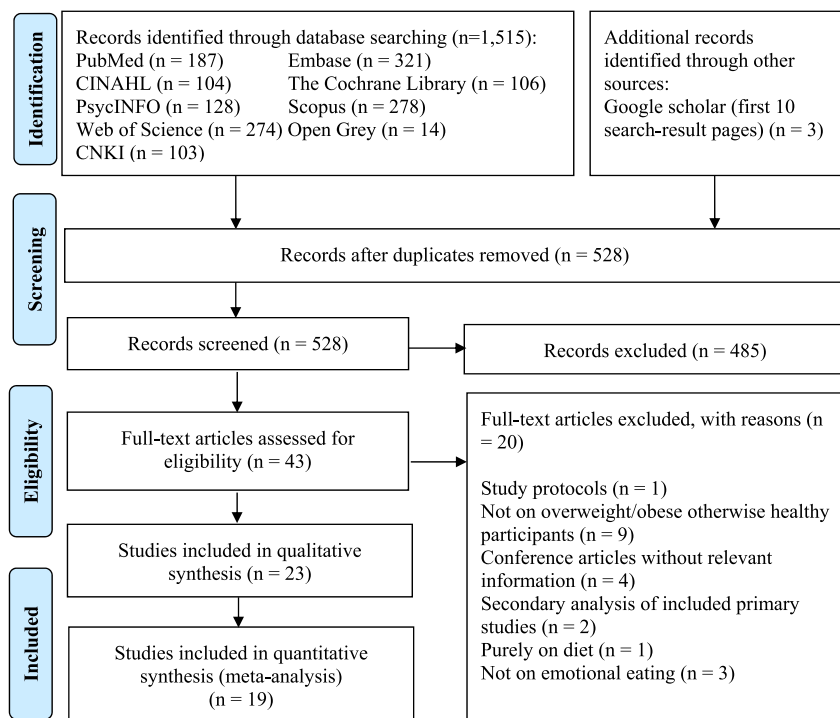 Identification
Records identified through database searching (n=1,515):
PubMed (n = 187) Embase (n = 321)
CINAHL (n = 104) The Cochrane Library (n = 106)
PsycINFO (n = 128) Scopus (n = 278)
Web of Science (n = 274) Open Grey (n = 14)
CNKI (n = 103)
Additional records
identified through other
sources:
Google scholar (first 10
search-result pages) (n = 3)
Screening
Records after duplicates removed (n = 528)
Records screened (n = 528)
Records excluded (n = 485)
Eligibility
Full-text articles assessed for
eligibility (n = 43)
Full-text articles excluded, with reasons (n
= 20)
Study protocols (n = 1)
Not on overweight/obese otherwise healthy
participants (n = 9)
Conference articles without relevant
information (n = 4)
Secondary analysis of included primary
studies (n = 2)
Purely on diet (n = 1)
Not on emotional eating (n = 3)
Studies included in qualitative
synthesis (n = 23)
Included
Studies included in quantitative
synthesis (meta-analysis)
(n = 19)